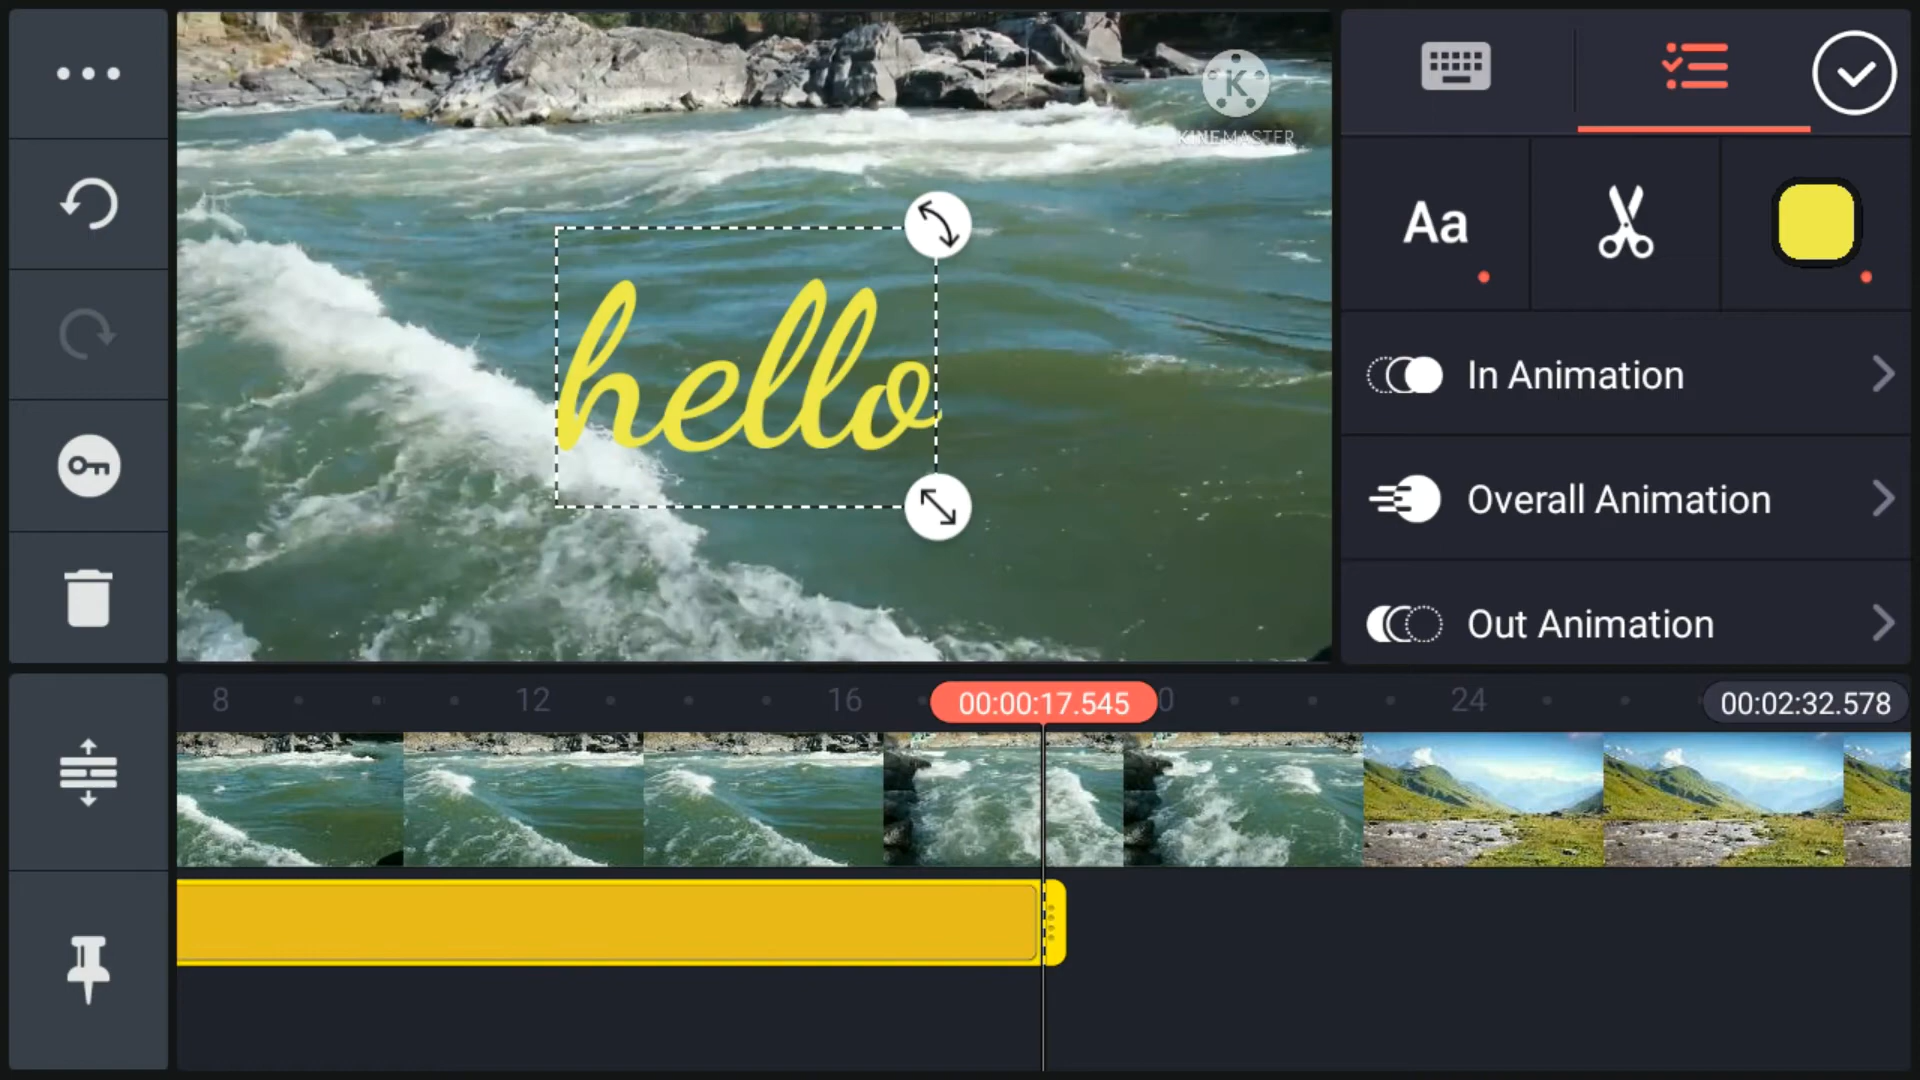 K
KINEMASTER
hello
Aa
In Animation
Overall Animation
Out Animation
8 12 16 00:00:17.545 0 24 00:02:32.578